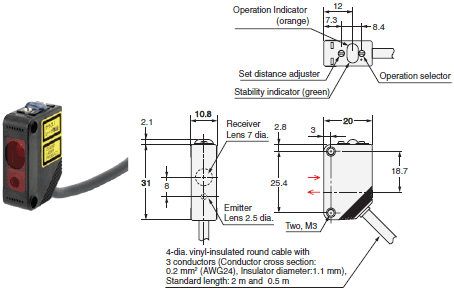 Operation Indicator
(orange)
12
7.3
8.4
Set distance adjuster
Operation selector
Stability indicator (green)
2.1
10.8
Receiver
Lens 7 dia.
2.8
20
3
31
8
25.4
18.7
Emitter
Lens 2.5 dia.
Two, M3
4-dia. vinyl-insulated round cable with
3 conductors (Conductor cross section:
0.2 mm² (AWG24), Insulator diameter:1.1 mm),
Standard length: 2 m and 0.5 m